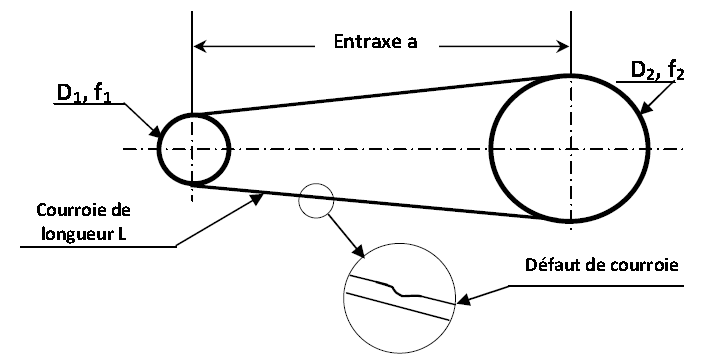 Entraxe a
D1, f1
D2, f2
Courroie de
longueur L
Défaut de courroie